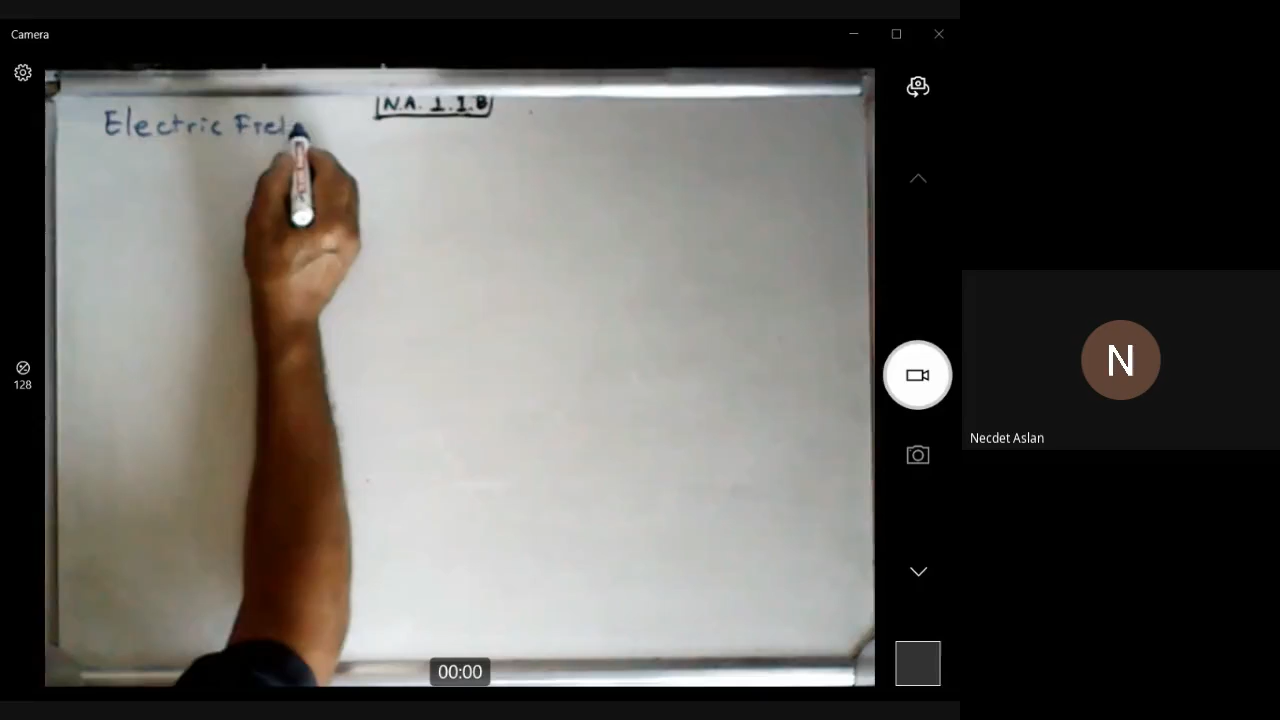 Camera
N.A. 1.1.B
Electric Fiel
128
00:00
N
Necdet Aslan